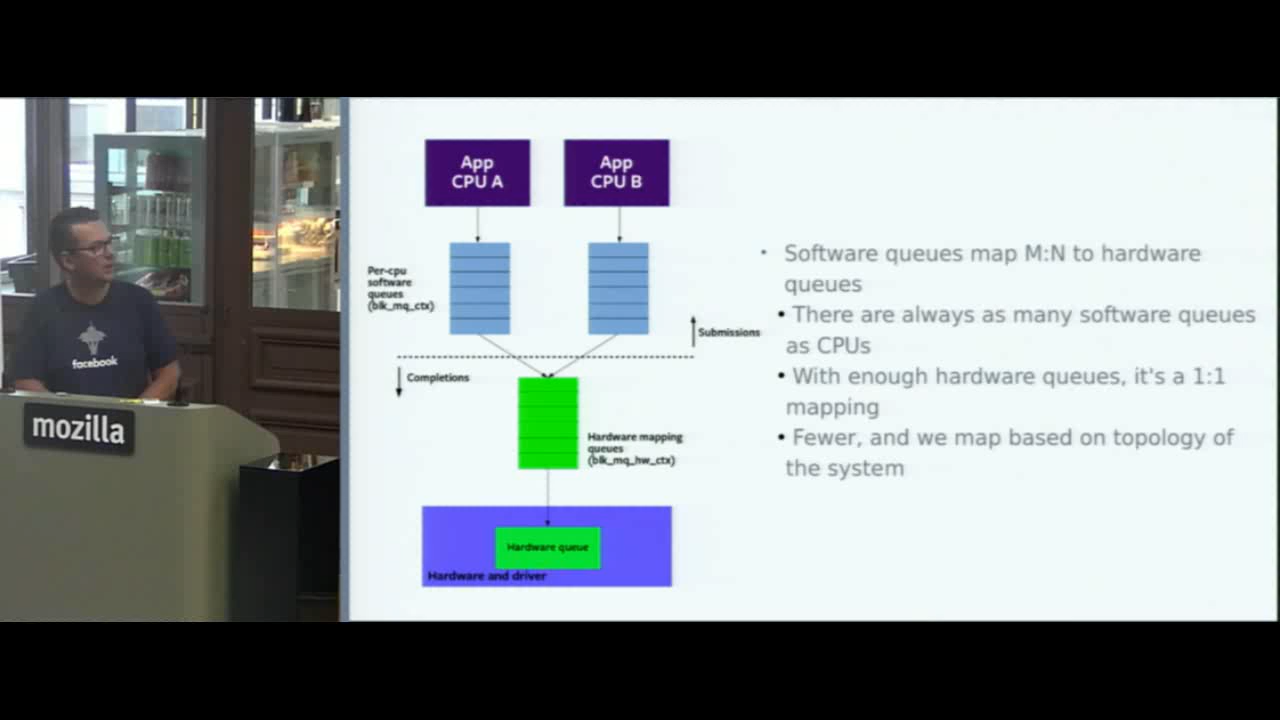 App
CPU A
App
CPU B
Per-cpu
software
queues
(blk_mq_ctx)
Submissions
Completions
Hardware mapping
queues
(blk_mq_hw_ctx)
Hardware queue
Hardware and driver
• Software queues map M:N to hardware
queues
• There are always as many software queues
as CPUs
• With enough hardware queues, it's a 1:1
mapping
• Fewer, and we map based on topology of
the system
facebook
mozilla